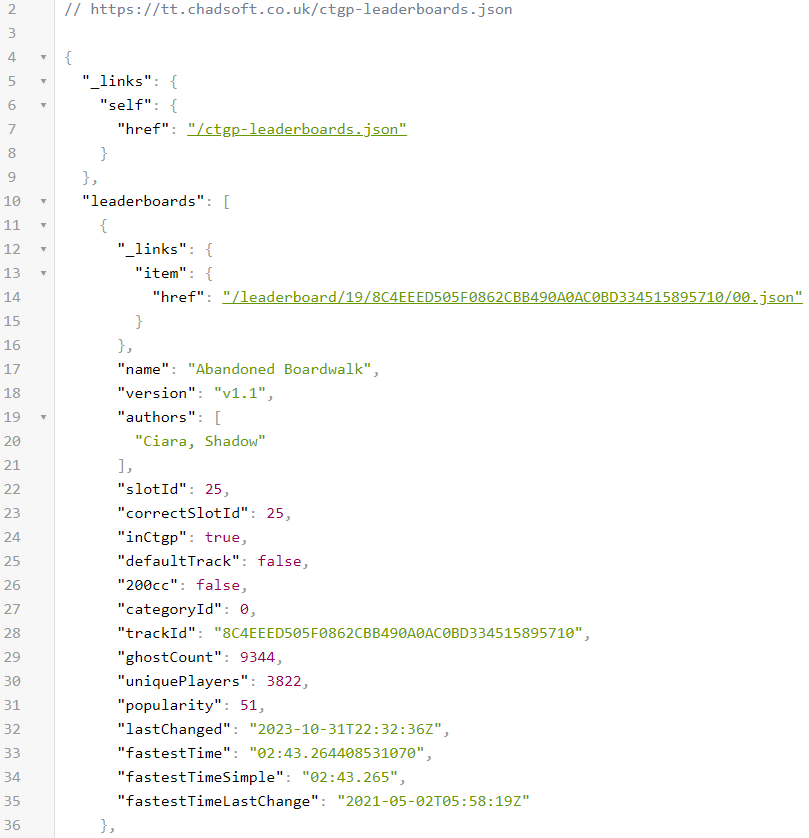 2 // https://tt.chadsoft.co.uk/ctgp-leaderboards.json
3
4 {
5 "_links": {
6 "self": {
7 "href": "/ctgp-leaderboards.json"
8 }
9 },
10 "leaderboards": [
11 {
12 "_links": {
13 "item": {
14 "href": "/leaderboard/19/8C4EEED505F0862CBB490A0AC0BD334515895710/00.json"
15 }
16 },
17 "name": "Abandoned Boardwalk",
18 "version": "v1.1",
19 "authors": [
20 "Ciara, Shadow"
21 ],
22 "slotId": 25,
23 "correctSlotId": 25,
24 "inCtgp": true,
25 "defaultTrack": false,
26 "200cc": false,
27 "categoryId": 0,
28 "trackId": "8C4EEED505F0862CBB490A0AC0BD334515895710",
29 "ghostCount": 9344,
30 "uniquePlayers": 3822,
31 "popularity": 51,
32 "lastChanged": "2023-10-31T22:32:36Z",
33 "fastestTime": "02:43.264408531070",
34 "fastestTimeSimple": "02:43.265",
35 "fastestTimeLastChange": "2021-05-02T05:58:19Z"
36 },